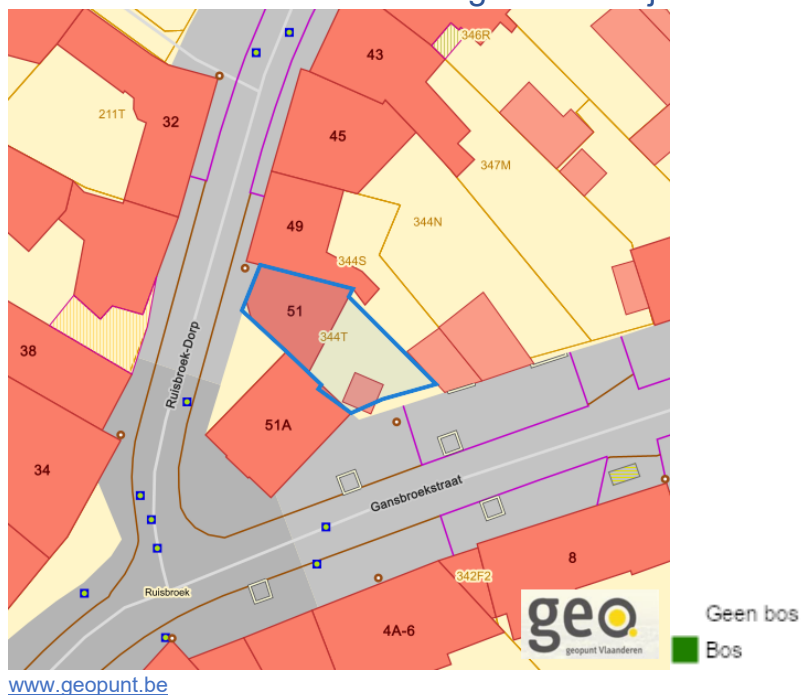 43
346R
211T
32
45
347M
49
344N
344S
51
344T
Ruisbroek-Dorp
38
51A
34
Gansbroekstraat
8
Ruisbroek
342F2
4A-6
geo.
geopunt Vlaanderen
Geen bos
Bos
www.geopunt.be